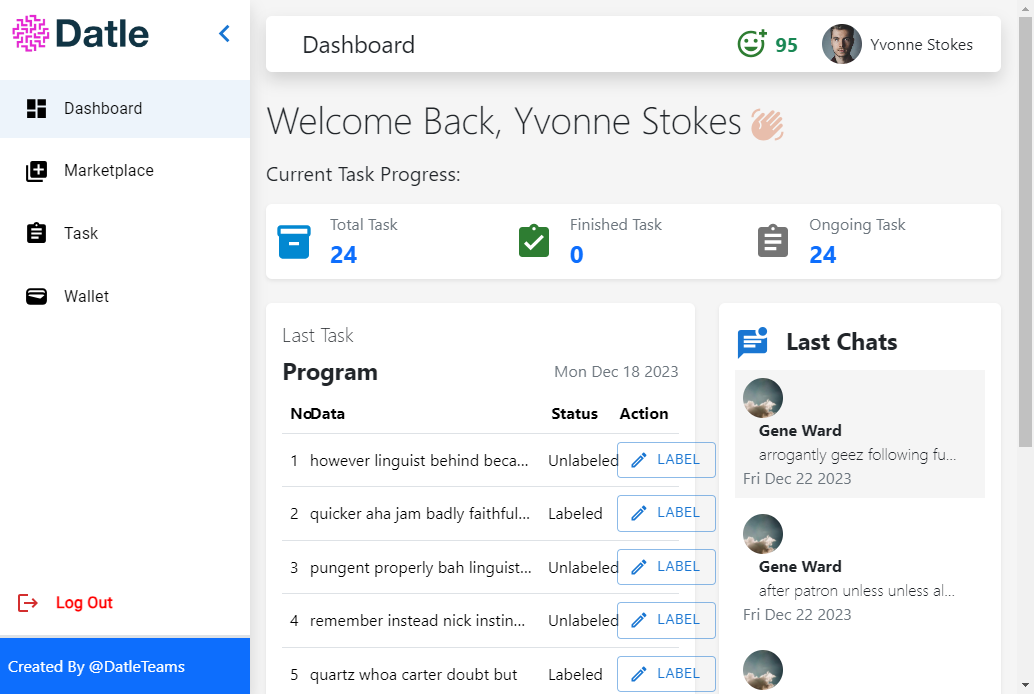 Datle
Dashboard
Marketplace
Task
Wallet
Log Out
Created By @DatleTeams
Dashboard
95
Yvonne Stokes
Welcome Back, Yvonne Stokes
Current Task Progress:
Total Task
24
Finished Task
0
Ongoing Task
24
Last Task
Program
Mon Dec 18 2023
No Data Status Action
1 however linguist behind beca... Unlabeled LABEL
2 quicker aha jam badly faithful... Labeled LABEL
3 pungent properly bah linguist... Unlabeled LABEL
4 remember instead nick instin... Unlabeled LABEL
5 quartz whoa carter doubt but Labeled LABEL
Last Chats
Gene Ward
arrogantly geez following fu...
Fri Dec 22 2023
Gene Ward
after patron unless unless al...
Fri Dec 22 2023